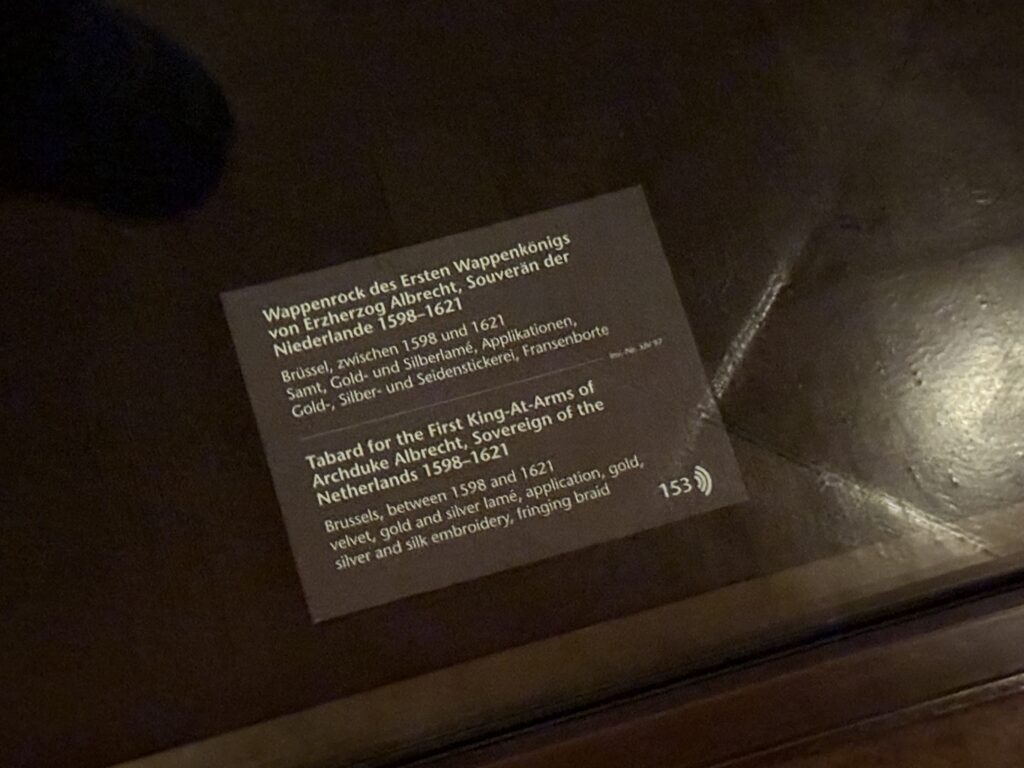 Wappenrock des Ersten Wappenkönigs
von Erzherzog Albrecht, Souverän der
Niederlande 1598–1621
Brüssel, zwischen 1598 und 1621
Samt, Gold- und Silberlamé, Applikationen,
Gold-, Silber- und Seidenstickerei, Fransenborte
Inv.-Nr.
Tabard for the First King-At-Arms of
Archduke Albrecht, Sovereign of the
Netherlands 1598–1621
Brussels, between 1598 and 1621
velvet, gold and silver lamé, application, gold,
silver and silk embroidery, fringing braid
153